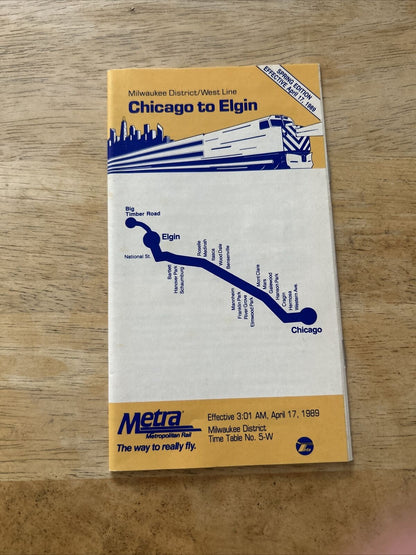 SPRING EDITION
EFFECTIVE April 17, 1989
Milwaukee District/West Line
Chicago to Elgin
Big
Timber Road
Elgin
National St.
Bartlett
Hanover Park
Schaumburg
Roselle
Medinah
Itasca
Wood Dale
Bensenville
Mannheim
Franklin Park
River Grove
Elmwood Park
Mont Clare
Mars
Galewood
Hanson Park
Cragin
Hermosa
Western Ave.
Chicago
Metra
Metropolitan Rail
The way to really fly.
Effective 3:01 AM, April 17, 1989
Milwaukee District
Time Table No. 5-W